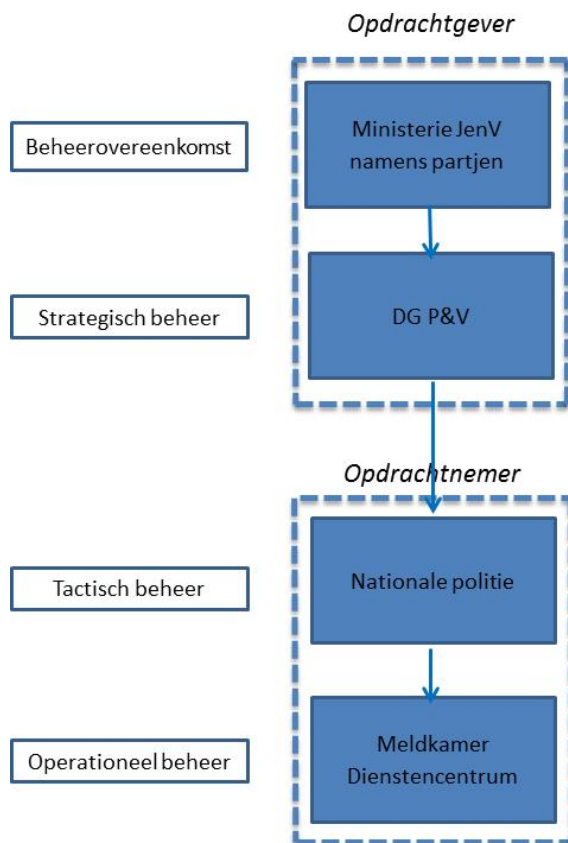 Opdrachtgever
Beheerovereenkomst
Ministerie JenV
namens partjen
Strategisch beheer
DG P&V
Opdrachtnemer
Tactisch beheer
Nationale politie
Operationeel beheer
Meldkamer
Dienstencentrum